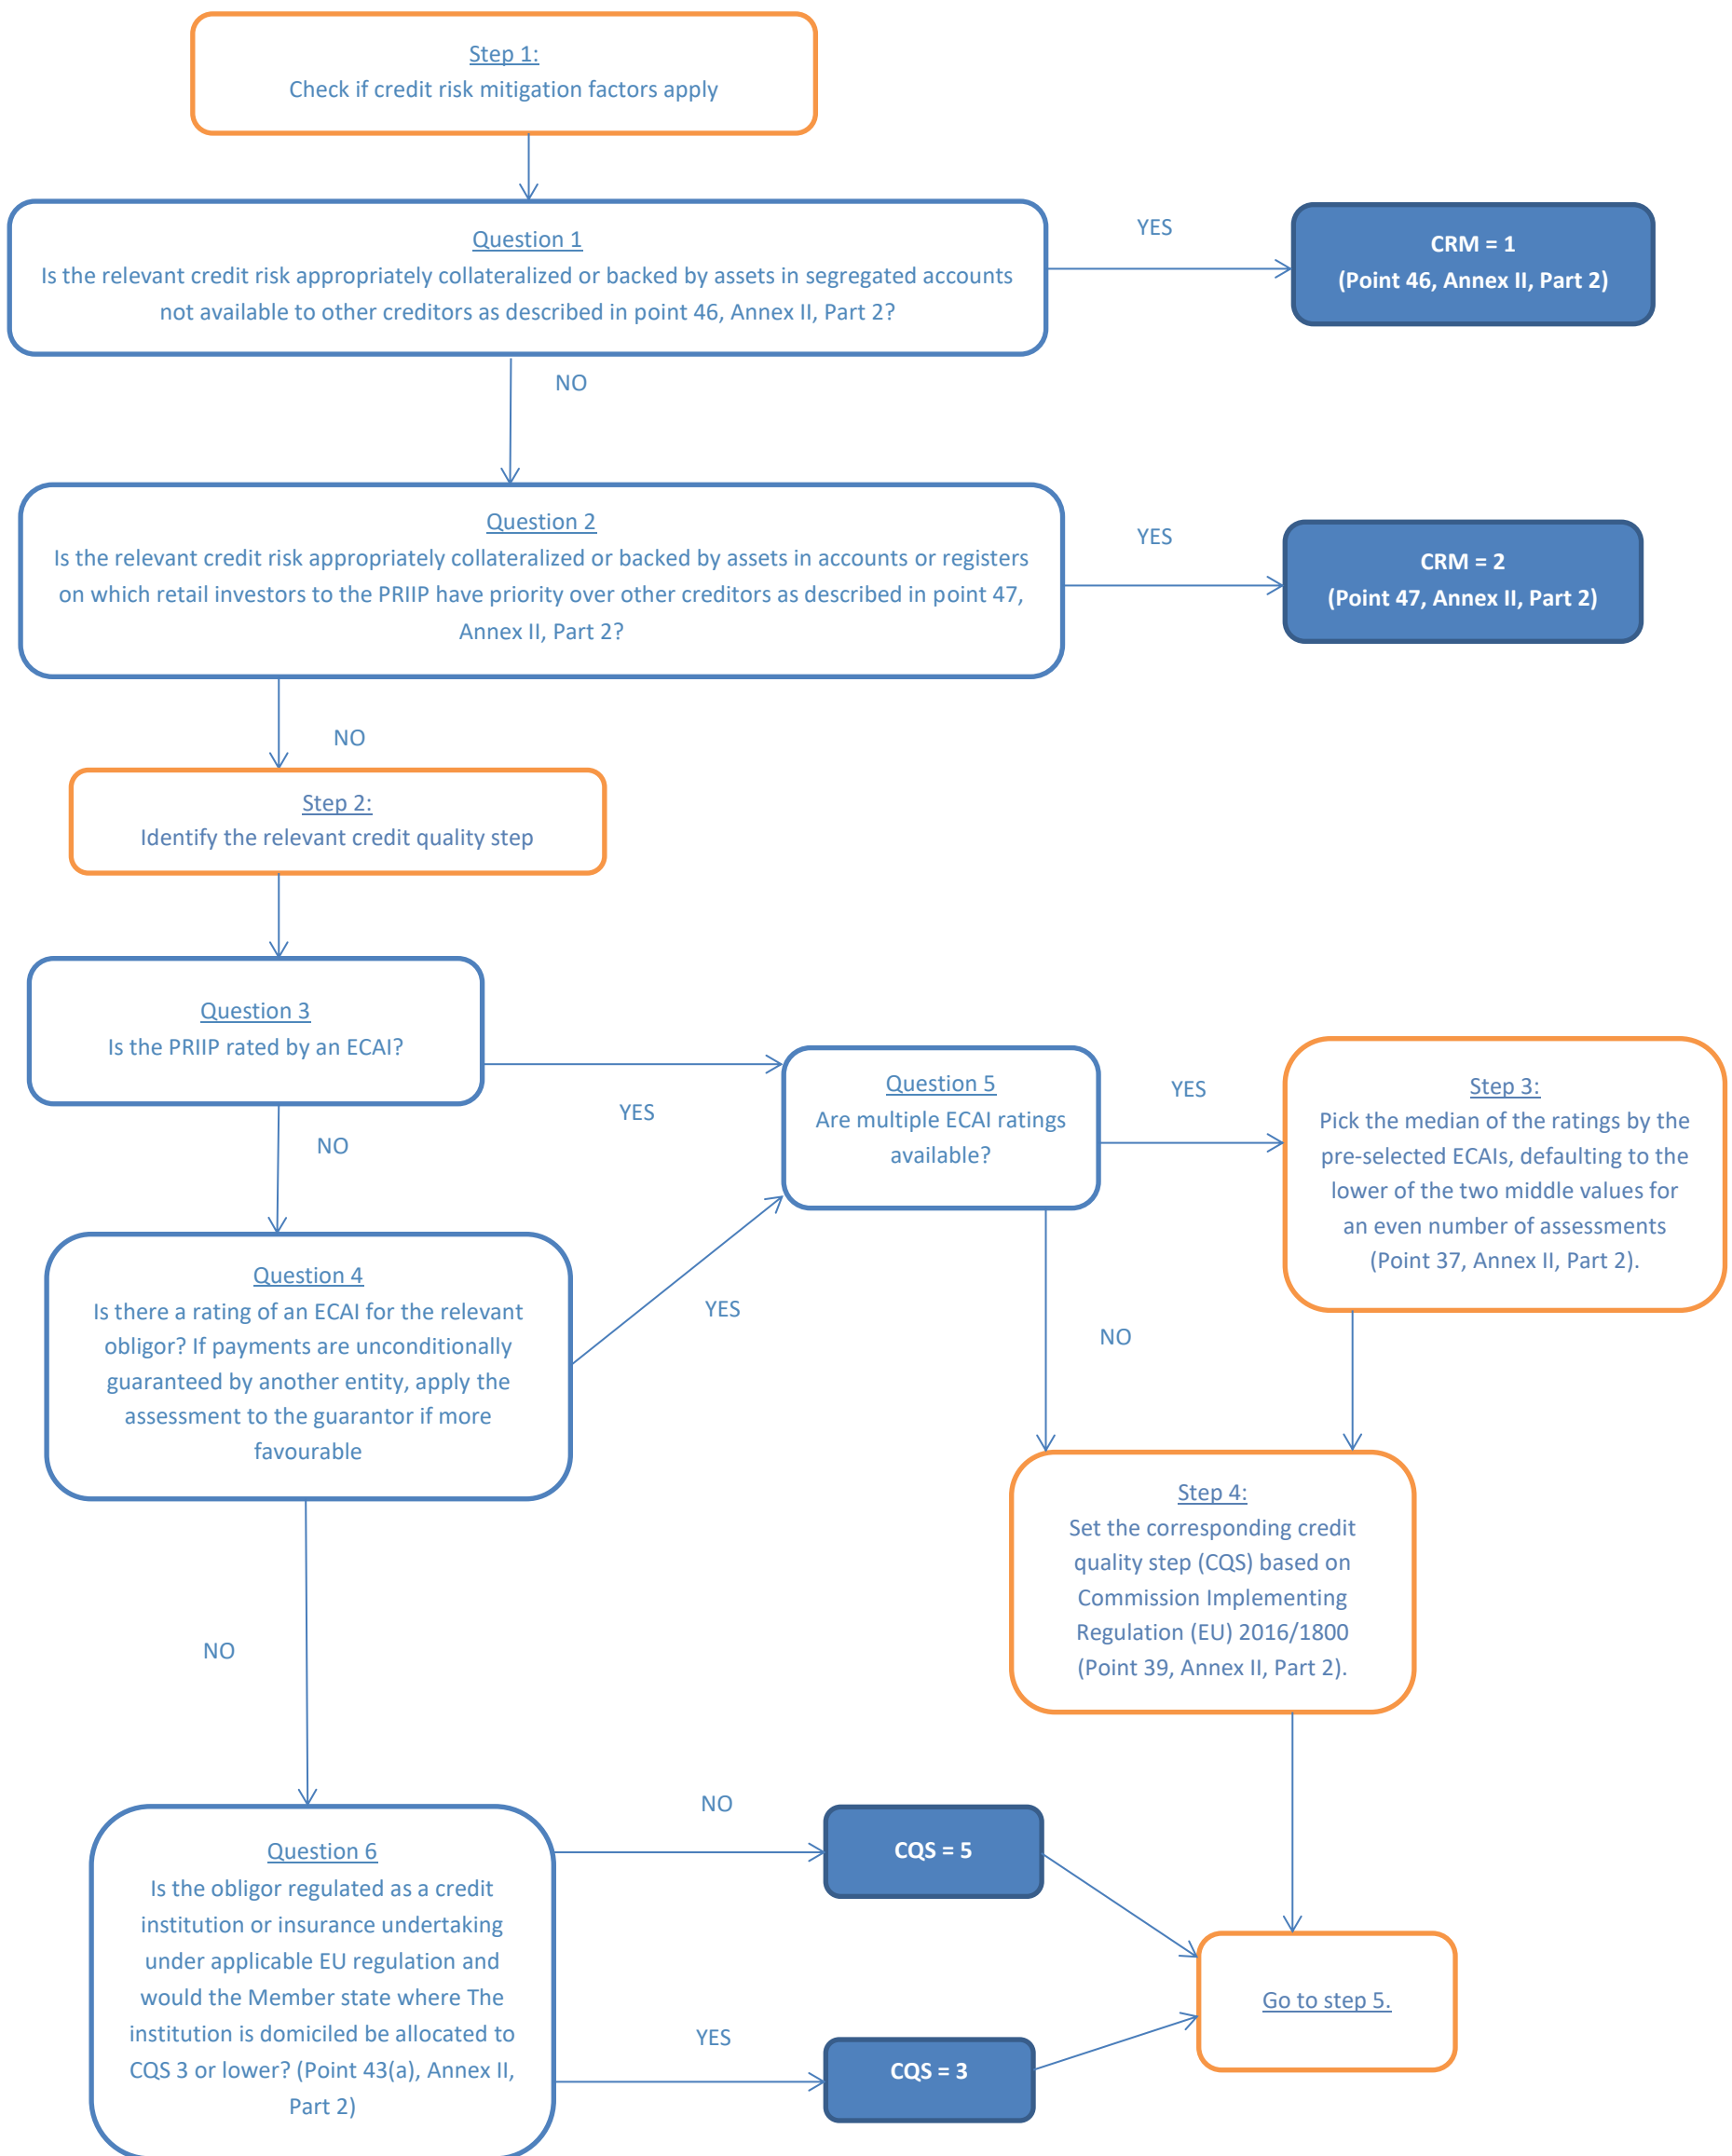 Step 1:
Check if credit risk mitigation factors apply
Question 1
Is the relevant credit risk appropriately collateralized or backed by assets in segregated accounts
not available to other creditors as described in point 46, Annex II, Part 2?
YES
CRM = 1
(Point 46, Annex II, Part 2)
NO
Question 2
Is the relevant credit risk appropriately collateralized or backed by assets in accounts or registers
on which retail investors to the PRIIP have priority over other creditors as described in point 47,
Annex II, Part 2?
YES
CRM = 2
(Point 47, Annex II, Part 2)
NO
Step 2:
Identify the relevant credit quality step
Question 3
Is the PRIIP rated by an ECAI?
YES
NO
Question 5
Are multiple ECAI ratings
available?
YES
Step 3:
Pick the median of the ratings by the
pre-selected ECAIs, defaulting to the
lower of the two middle values for
an even number of assessments
(Point 37, Annex II, Part 2).
Question 4
Is there a rating of an ECAI for the relevant
obligor? If payments are unconditionally
guaranteed by another entity, apply the
assessment to the guarantor if more
favourable
YES
NO
Step 4:
Set the corresponding credit
quality step (CQS) based on
Commission Implementing
Regulation (EU) 2016/1800
(Point 39, Annex II, Part 2).
NO
Question 6
Is the obligor regulated as a credit
institution or insurance undertaking
under applicable EU regulation and
would the Member state where The
institution is domiciled be allocated to
CQS 3 or lower? (Point 43(a), Annex II,
Part 2)
NO
CQS = 5
YES
CQS = 3
Go to step 5.